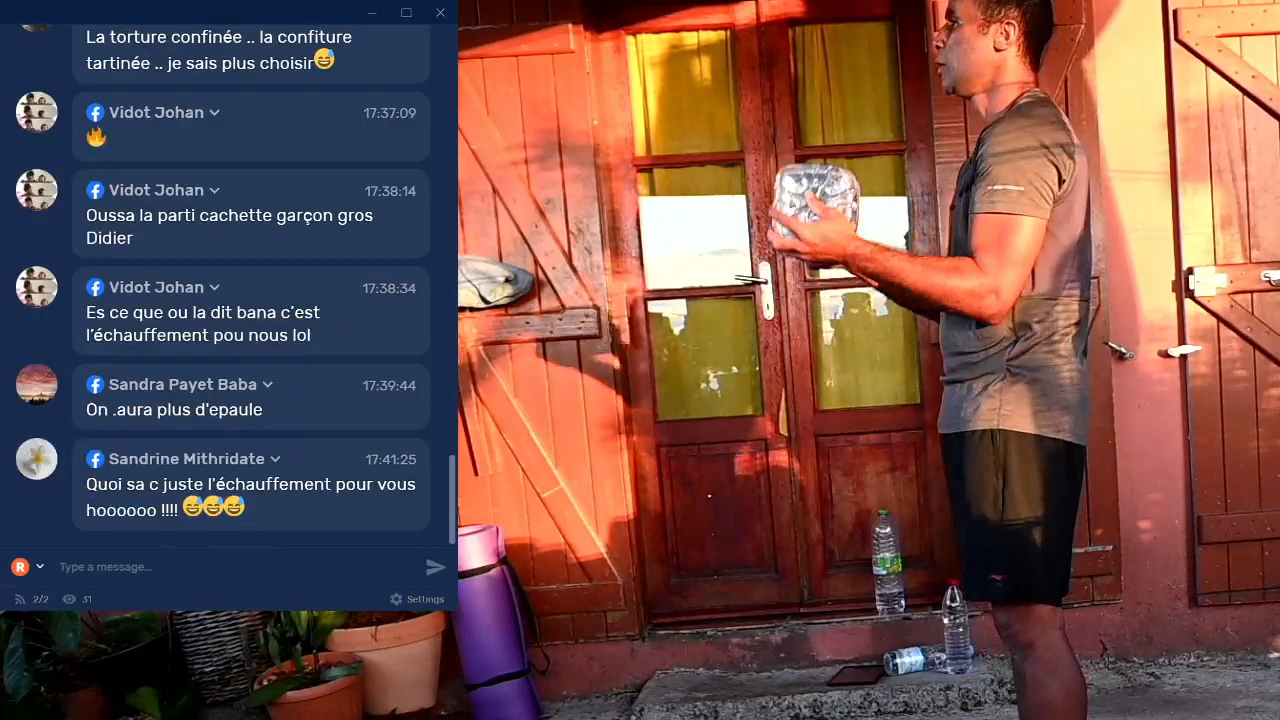 La torture confinée .. la confiture
tartinée .. je sais plus choisir😅
Vidot Johan 17:37:09
🔥
Vidot Johan 17:38:14
Oussa la parti cachette garçon gros
Didier
Vidot Johan 17:38:34
Es ce que ou la dit bana c'est
l'échauffement pou nous lol
Sandra Payet Baba 17:39:44
On .aura plus d'epaule
Sandrine Mithridate 17:41:25
Quoi sa c juste l'échauffement pour vous
hoooooo !!!! 😅😅😅
R Type a message...
2/2 31 Settings